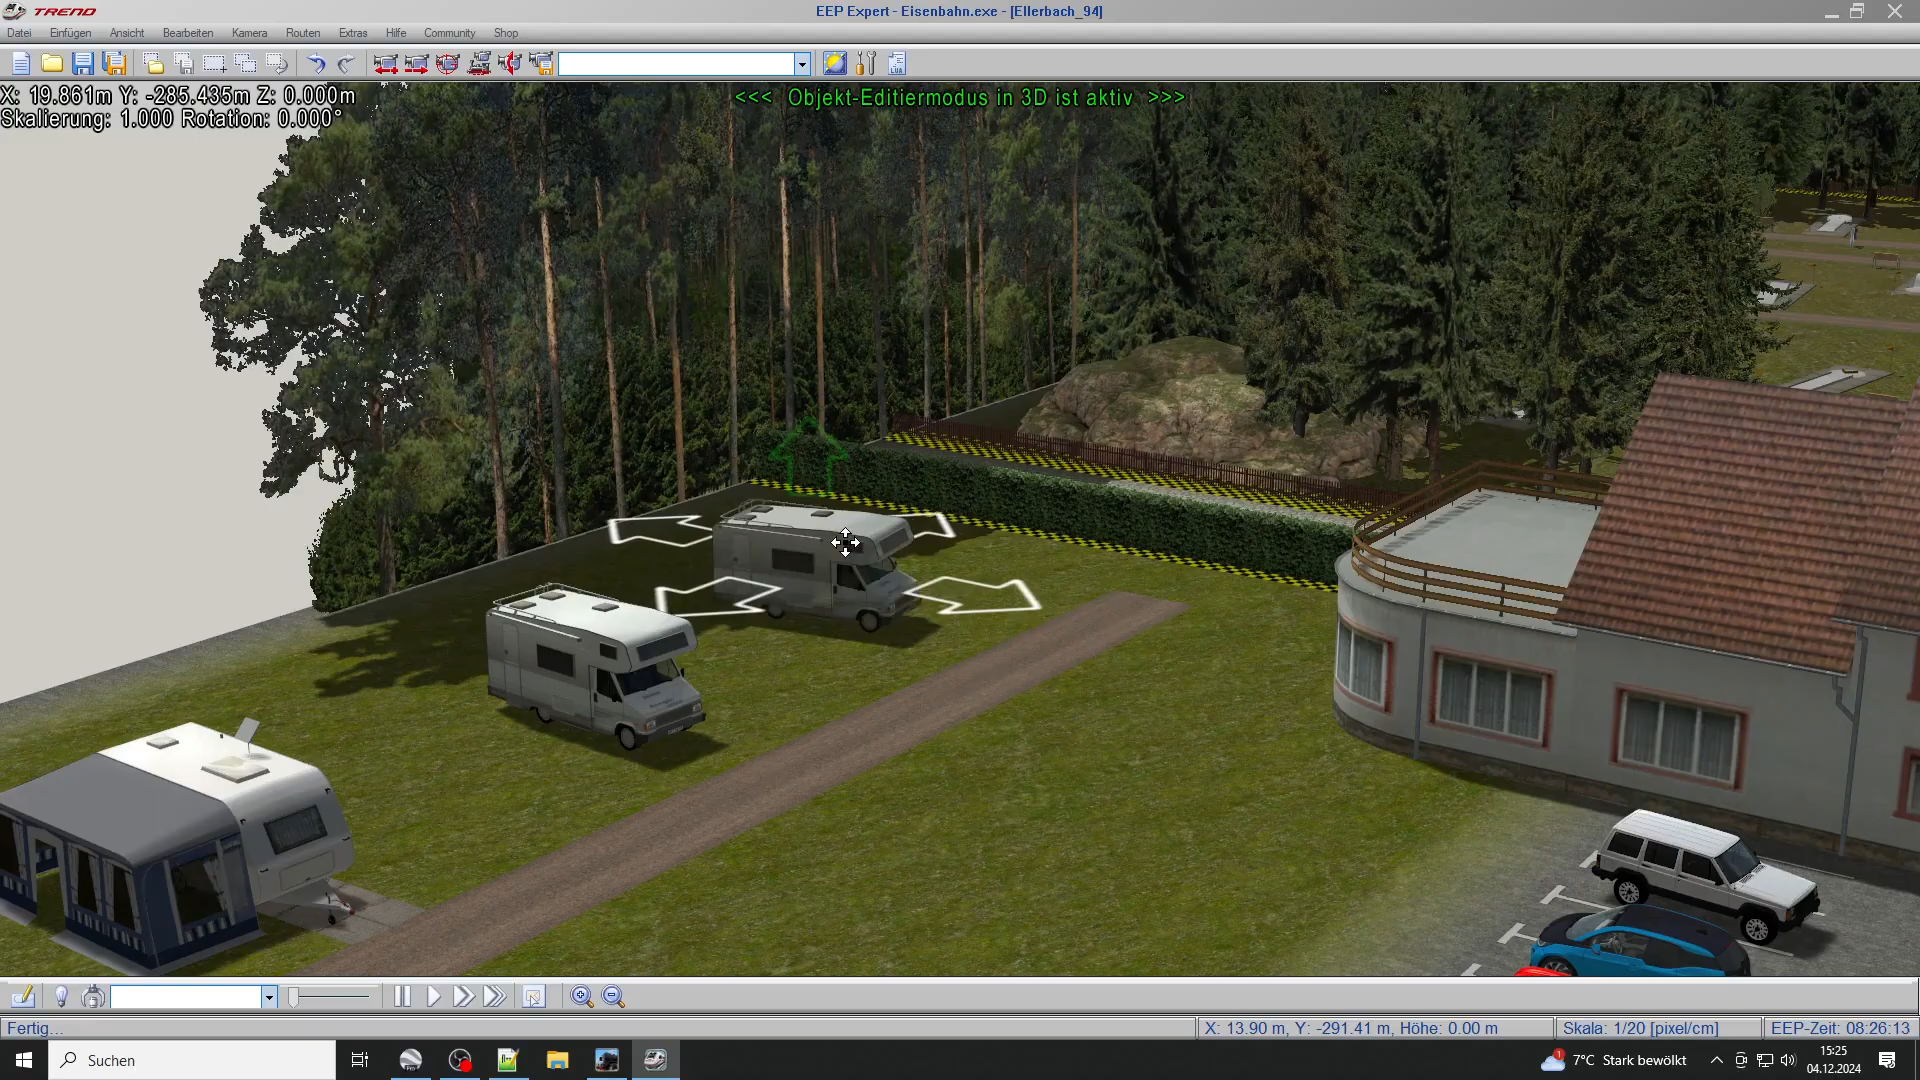 TREND
EEP Expert - Eisenbahn.exe - [Ellerbach_94]
Datei Einfügen Ansicht Bearbeiten Kamera Routen Extras Hilfe Community Shop
LUA
X: 19.861m Y: -285.435m Z: 0.000m
<<< Objekt-Editiermodus in 3D ist aktiv >>>
Skalierung: 1.000 Rotation: 0.000°
Fertig...
X: 13.90 m, Y: -291.41 m, Höhe: 0.00 m
Skala: 1/20 [pixel/cm]
EEP-Zeit: 08:26:13
Suchen
1
7°C Stark bewölkt
15:25
04.12.2024